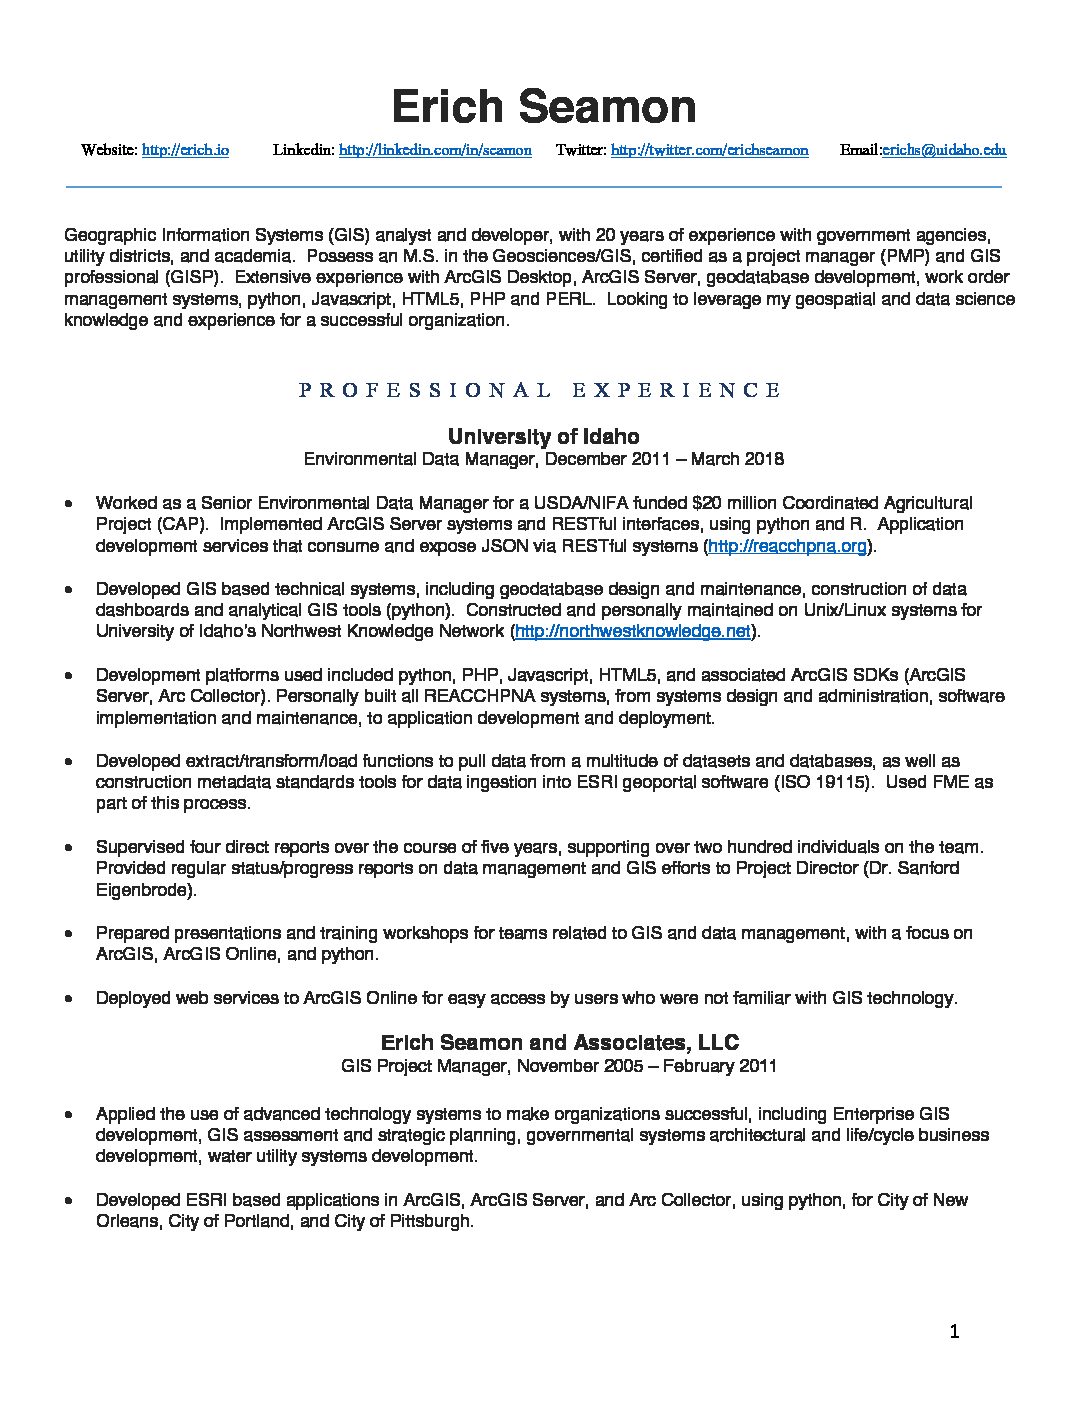 Erich Seamon
Website: http://erich.io Linkedin: http://linkedin.com/in/seamon Twitter: http://twitter.com/erichseamon Email:erichs@uidaho.edu
Geographic Information Systems (GIS) analyst and developer, with 20 years of experience with government agencies,
utility districts, and academia. Possess an M.S. in the Geosciences/GIS, certified as a project manager (PMP) and GIS
professional (GISP). Extensive experience with ArcGIS Desktop, ArcGIS Server, geodatabase development, work order
management systems, python, Javascript, HTML5, PHP and PERL. Looking to leverage my geospatial and data science
knowledge and experience for a successful organization.
PROFESSIONAL EXPERIENCE
University of Idaho
Environmental Data Manager, December 2011 – March 2018
• Worked as a Senior Environmental Data Manager for a USDA/NIFA funded $20 million Coordinated Agricultural
Project (CAP). Implemented ArcGIS Server systems and RESTful interfaces, using python and R. Application
development services that consume and expose JSON via RESTful systems (http://reacchpna.org).
• Developed GIS based technical systems, including geodatabase design and maintenance, construction of data
dashboards and analytical GIS tools (python). Constructed and personally maintained on Unix/Linux systems for
University of Idaho's Northwest Knowledge Network (http://northwestknowledge.net).
• Development platforms used included python, PHP, Javascript, HTML5, and associated ArcGIS SDKs (ArcGIS
Server, Arc Collector). Personally built all REACCHPNA systems, from systems design and administration, software
implementation and maintenance, to application development and deployment.
• Developed extract/transform/load functions to pull data from a multitude of datasets and databases, as well as
construction metadata standards tools for data ingestion into ESRI geoportal software (ISO 19115). Used FME as
part of this process.
• Supervised four direct reports over the course of five years, supporting over two hundred individuals on the team.
Provided regular status/progress reports on data management and GIS efforts to Project Director (Dr. Sanford
Eigenbrode).
• Prepared presentations and training workshops for teams related to GIS and data management, with a focus on
ArcGIS, ArcGIS Online, and python.
• Deployed web services to ArcGIS Online for easy access by users who were not familiar with GIS technology.
Erich Seamon and Associates, LLC
GIS Project Manager, November 2005 – February 2011
• Applied the use of advanced technology systems to make organizations successful, including Enterprise GIS
development, GIS assessment and strategic planning, governmental systems architectural and life/cycle business
development, water utility systems development.
• Developed ESRI based applications in ArcGIS, ArcGIS Server, and Arc Collector, using python, for City of New
Orleans, City of Portland, and City of Pittsburgh.
1